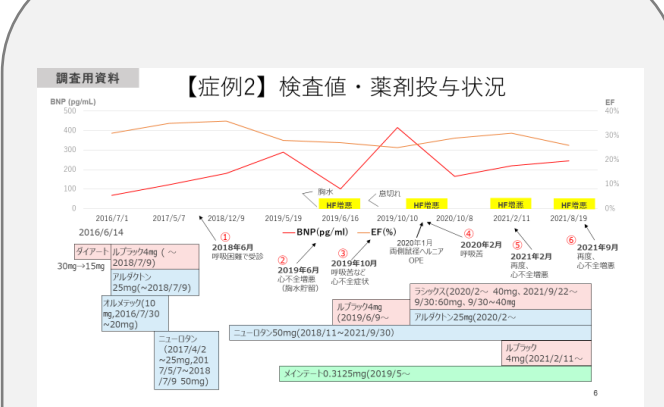 調査用資料
【症例2】検査値・薬剤投与状況
BNP (pg/mL)
EF
500
400
300
200
100
0
40%
30%
20%
10%
0%
胸水
息切れ
HF増悪
HF増悪
HF増悪
HF増悪
2016/7/1
2017/5/7
2018/12/9
2019/5/19
2019/6/16
2019/10/10
2020/10/8
2021/2/11
2021/8/19
BNP(pg/ml)
EF(%)
2016/6/14
①
2018年6月
呼吸困難で受診
②
2019年6月
心不全増悪
(胸水貯留)
③
2019年10月
呼吸苦など
心不全症状
2020年1月
両側鼠径ヘルニア
OPE
④
2020年2月
呼吸苦
⑤
2021年2月
再度、
心不全増悪
⑥
2021年9月
再度、
心不全増悪
ダイアート
30mg→15mg
ルプラック4mg ( ~
2018/7/9)
アルダクトン
25mg(~2018/7/9)
オルメテック(10
mg,2016/7/30
~20mg)
ニューロタン
(2017/4/2
~25mg,201
7/5/7~2018
/7/9 50mg)
ルプラック4mg
(2019/6/9~
ラシックス(2020/2~ 40mg、2021/9/22~
9/30:60mg、9/30~40mg
アルダクトン25mg(2020/2~
ニューロタン50mg(2018/11~2021/9/30)
ルプラック
4mg(2021/2/11~
メインテート0.3125mg(2019/5~
6